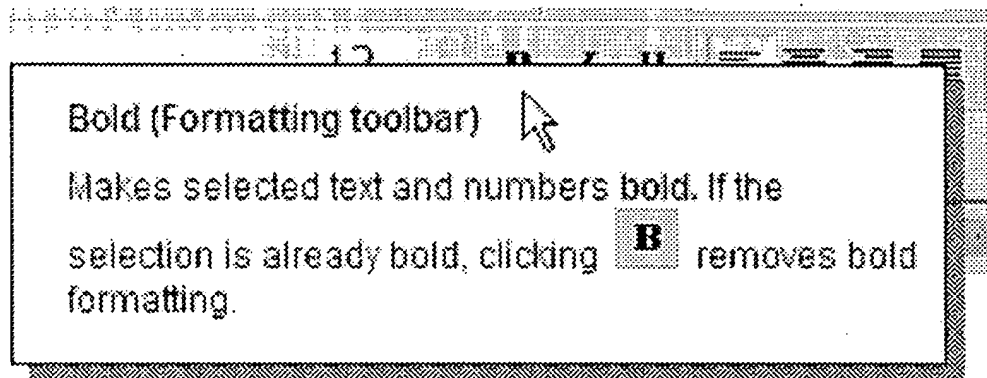 12 B I U
Bold (Formatting toolbar)
Makes selected text and numbers bold. If the
selection is already bold, clicking B removes bold
formatting.